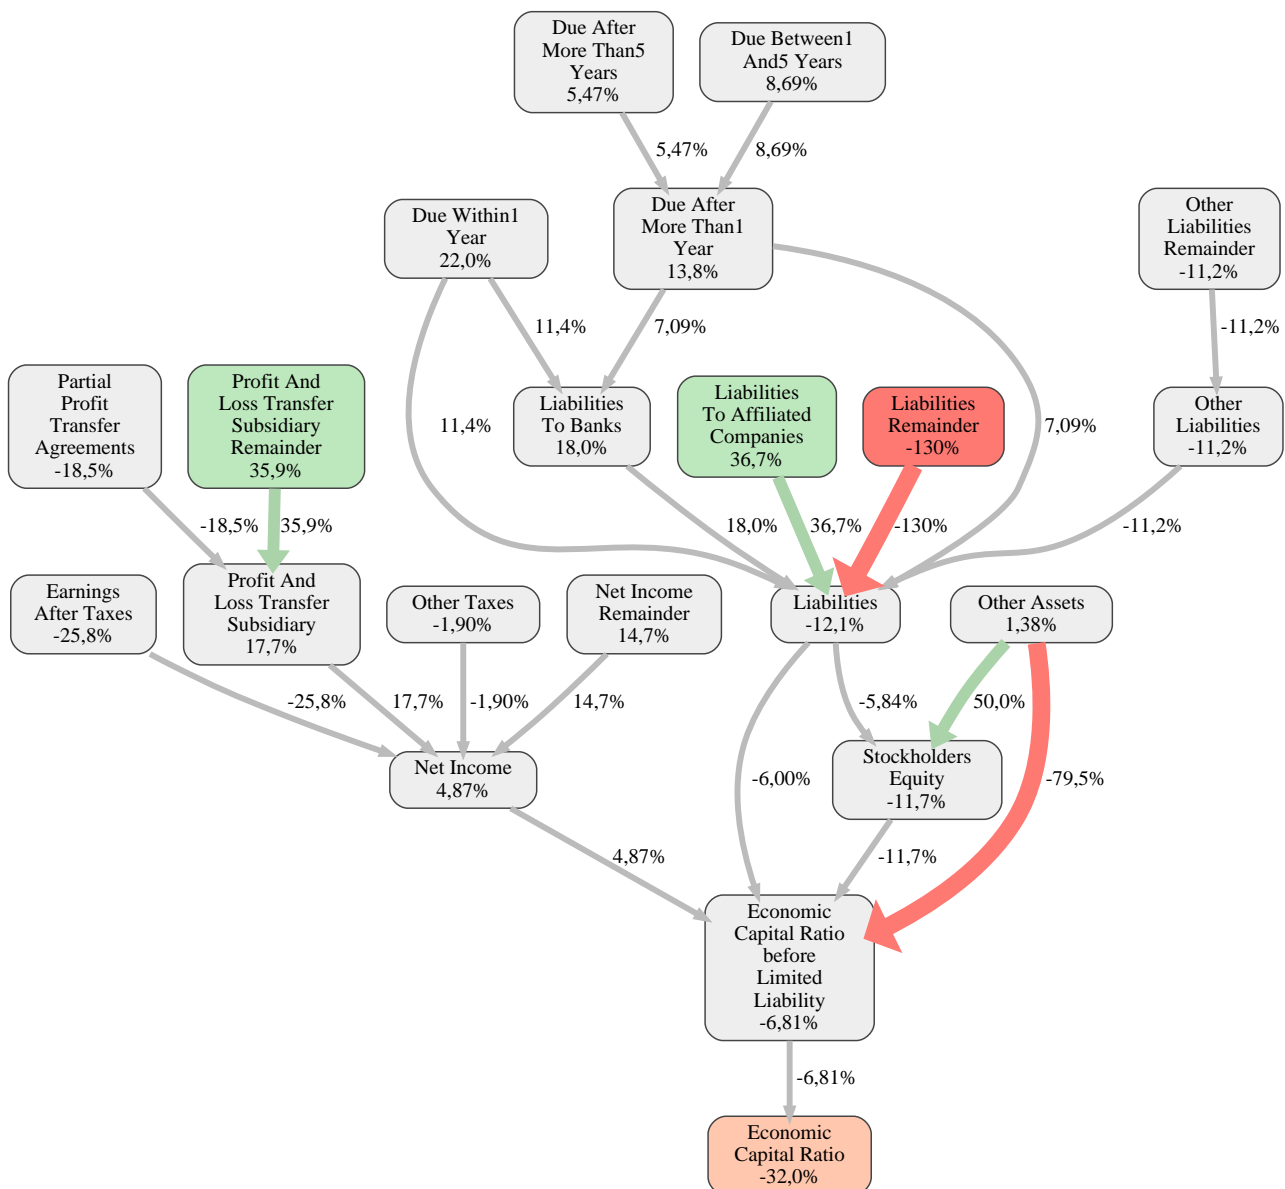 Due After
More Than5
Years
5,47%
Due Between1
And5 Years
8,69%
5,47%
8,69%
Due Within1
Year
22,0%
Due After
More Than1
Year
13,8%
Other
Liabilities
Remainder
-11,2%
11,4%
7,09%
-11,2%
Partial
Profit
Transfer
Agreements
-18,5%
Profit And
Loss Transfer
Subsidiary
Remainder
35,9%
11,4%
Liabilities
To Banks
18,0%
Liabilities
To Affiliated
Companies
36,7%
Liabilities
Remainder
-130%
7,09%
Other
Liabilities
-11,2%
-18,5%
35,9%
18,0%
36,7%
-130%
-11,2%
Earnings
After Taxes
-25,8%
Profit And
Loss Transfer
Subsidiary
17,7%
Other Taxes
-1,90%
Net Income
Remainder
14,7%
Liabilities
-12,1%
Other Assets
1,38%
-25,8%
17,7%
-1,90%
14,7%
-5,84%
50,0%
Net Income
4,87%
-6,00%
Stockholders
Equity
-11,7%
-79,5%
4,87%
-11,7%
Economic
Capital Ratio
before
Limited
Liability
-6,81%
-6,81%
Economic
Capital Ratio
-32,0%